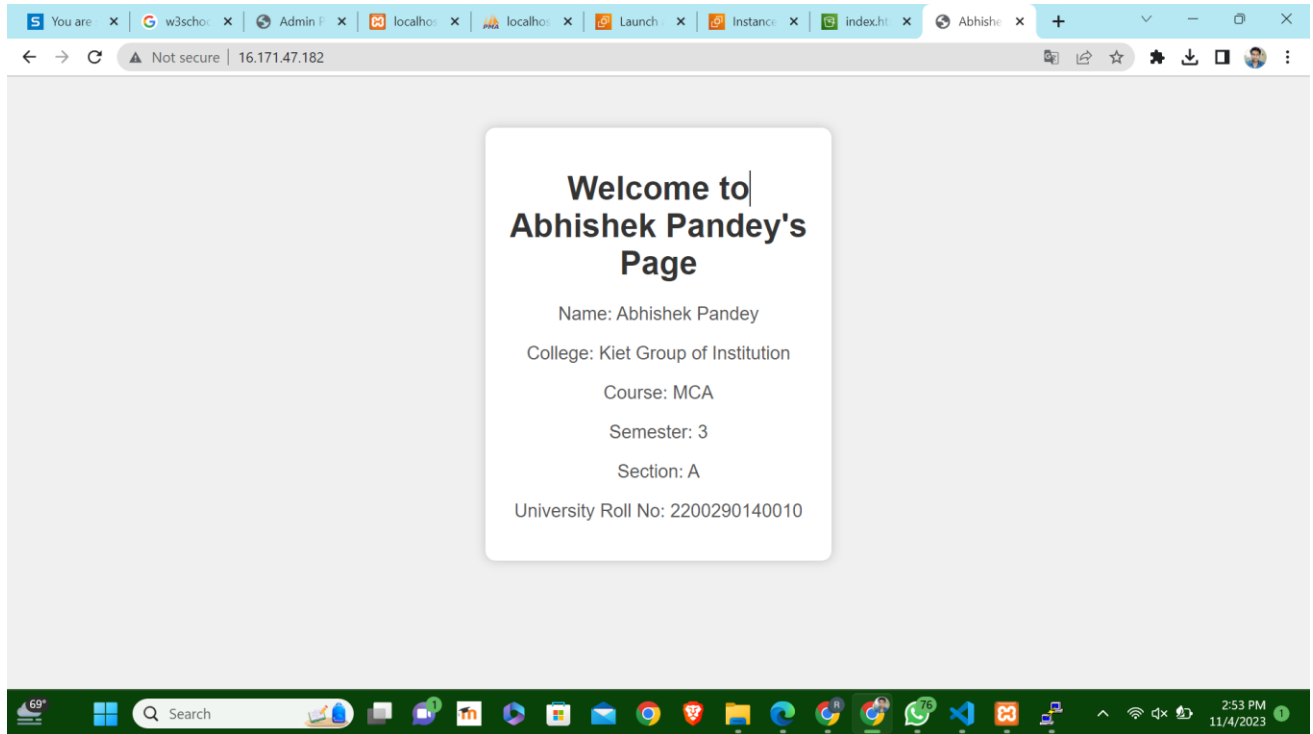 You are
w3schoo
Admin P
localhos
localhos
Launch
Instance
index.ht
Abhishe
Not secure
16.171.47.182
Welcome to
Abhishek Pandey's
Page
Name: Abhishek Pandey
College: Kiet Group of Institution
Course: MCA
Semester: 3
Section: A
University Roll No: 2200290140010
69°
Search
76
2:53 PM
11/4/2023
1